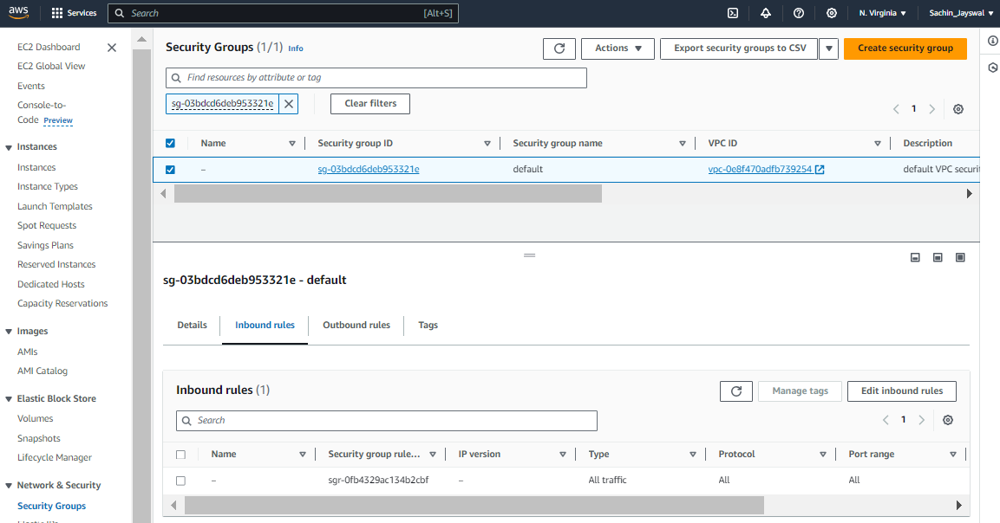 aws Services Search [Alt+S] N. Virginia Sachin_Jayswal
EC2 Dashboard
EC2 Global View
Events
Console-to-
Code Preview
Instances
Instances
Instance Types
Launch Templates
Spot Requests
Savings Plans
Reserved Instances
Dedicated Hosts
Capacity Reservations
Images
AMIs
AMI Catalog
Elastic Block Store
Volumes
Snapshots
Lifecycle Manager
Network & Security
Security Groups
Security Groups (1/1) Info Actions Export security groups to CSV Create security group
Find resources by attribute or tag
sg-03bdcd6deb953321e Clear filters
1
Name Security group ID Security group name VPC ID Description
– sg-03bdcd6deb953321e default vpc-0e8f470adfb739254 default VPC securi
sg-03bdcd6deb953321e - default
Details Inbound rules Outbound rules Tags
Inbound rules (1) Manage tags Edit inbound rules
Search 1
Name Security group rule... IP version Type Protocol Port range
– sgr-0fb4329ac134b2cbf – All traffic All All